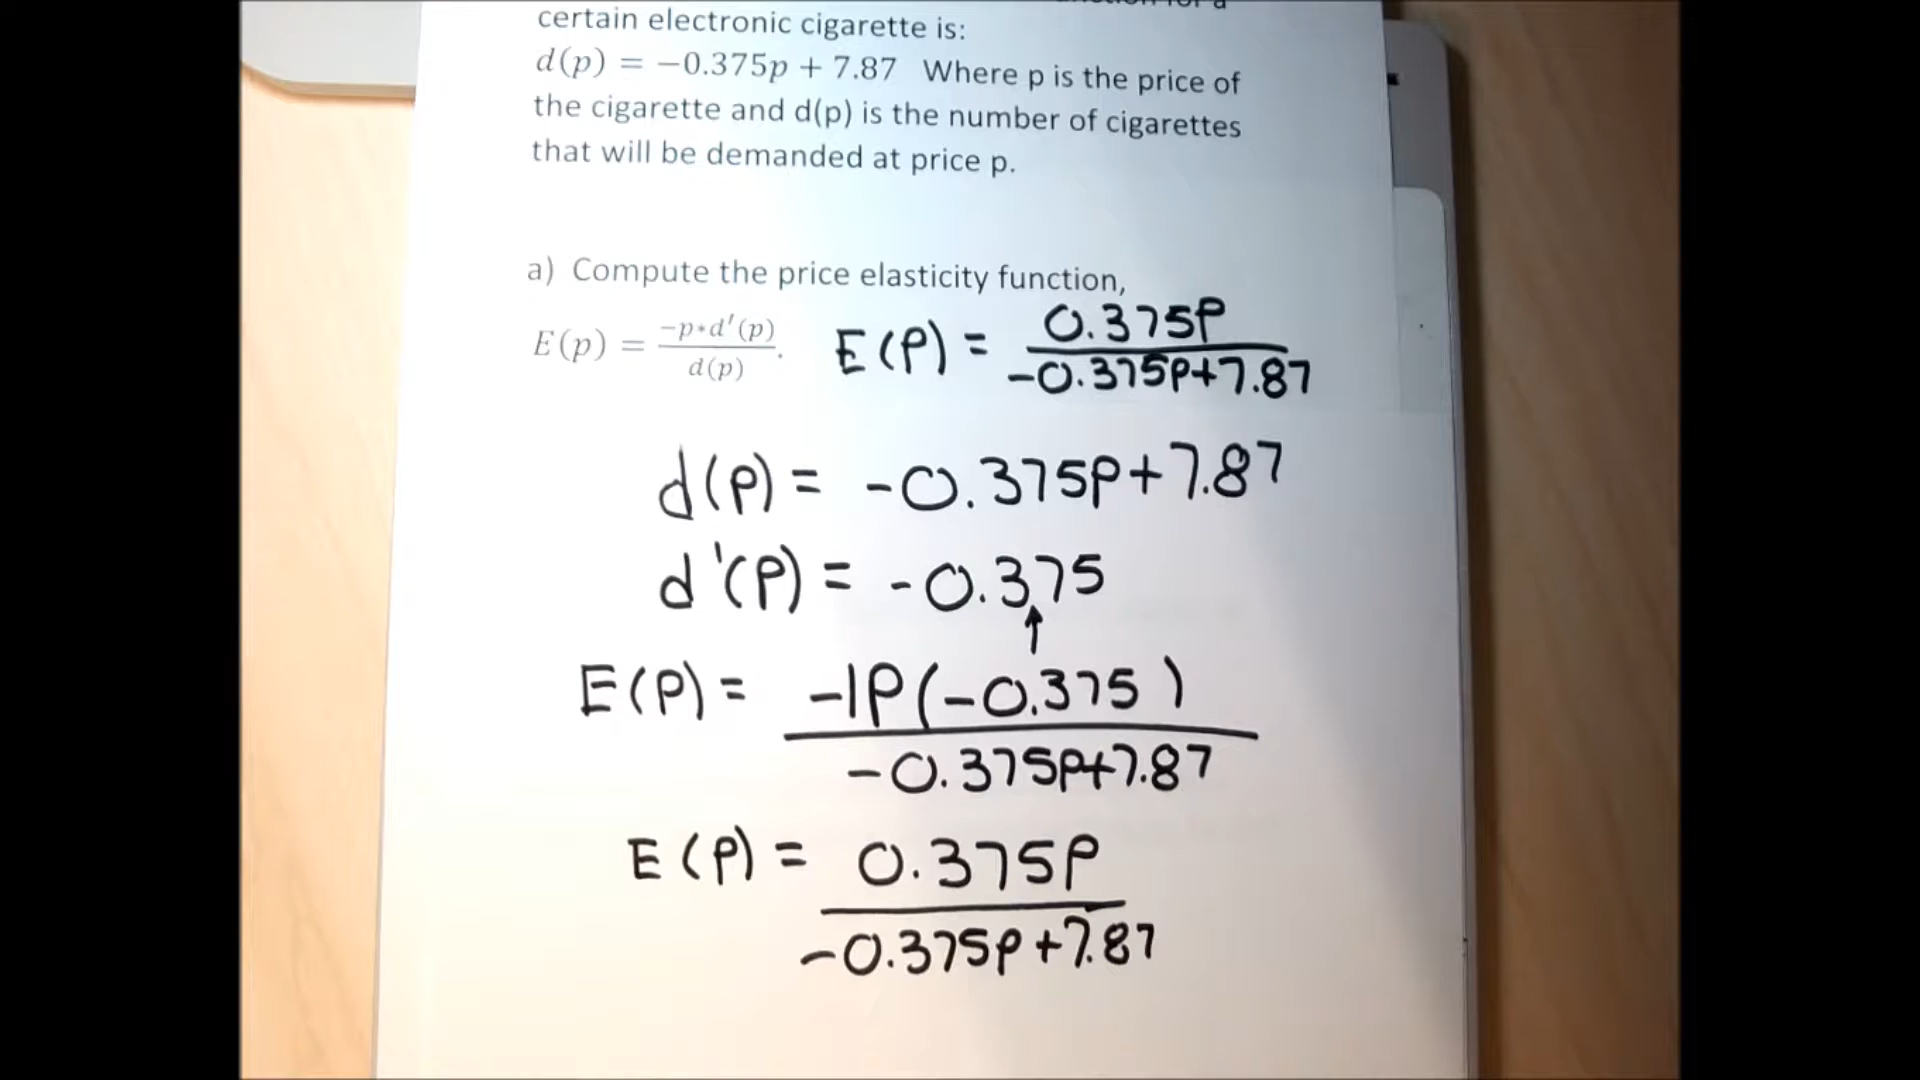 certain electronic cigarette is:
d(p) = −0.375p + 7.87 Where p is the price of
the cigarette and d(p) is the number of cigarettes
that will be demanded at price p.
a) Compute the price elasticity function,
E(p) = −p*d′(p) / d(p). E(P) = 0.375P / -0.375P+7.87
d(P) = -0.375P+7.87
d'(P) = -0.375
E(P) = -1P(-0.375) / -0.375P+7.87
E(P) = 0.375P / -0.375P+7.87